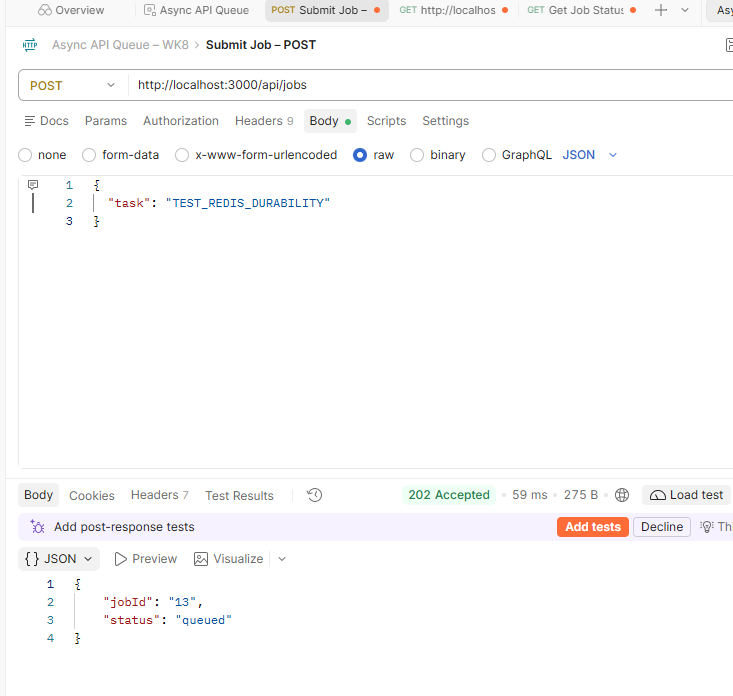 Overview Async API Queue POST Submit Job – GET http://localhos GET Get Job Status
HTTP Async API Queue – WK8 > Submit Job – POST
POST http://localhost:3000/api/jobs
Docs Params Authorization Headers 9 Body Scripts Settings
none form-data x-www-form-urlencoded raw binary GraphQL JSON
1 {
2 "task": "TEST_REDIS_DURABILITY"
3 }
Body Cookies Headers 7 Test Results 202 Accepted 59 ms 275 B Load test
Add post-response tests Add tests Decline
{} JSON Preview Visualize
1 {
2 "jobId": "13",
3 "status": "queued"
4 }